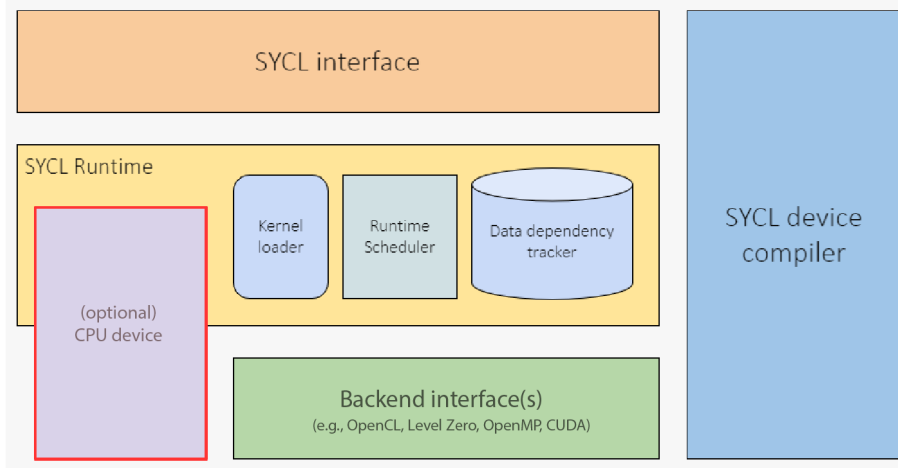 SYCL interface
SYCL Runtime
Kernel
loader
Runtime
Scheduler
Data dependency
tracker
(optional)
CPU device
Backend interface(s)
(e.g., OpenCL, Level Zero, OpenMP, CUDA)
SYCL device
compiler